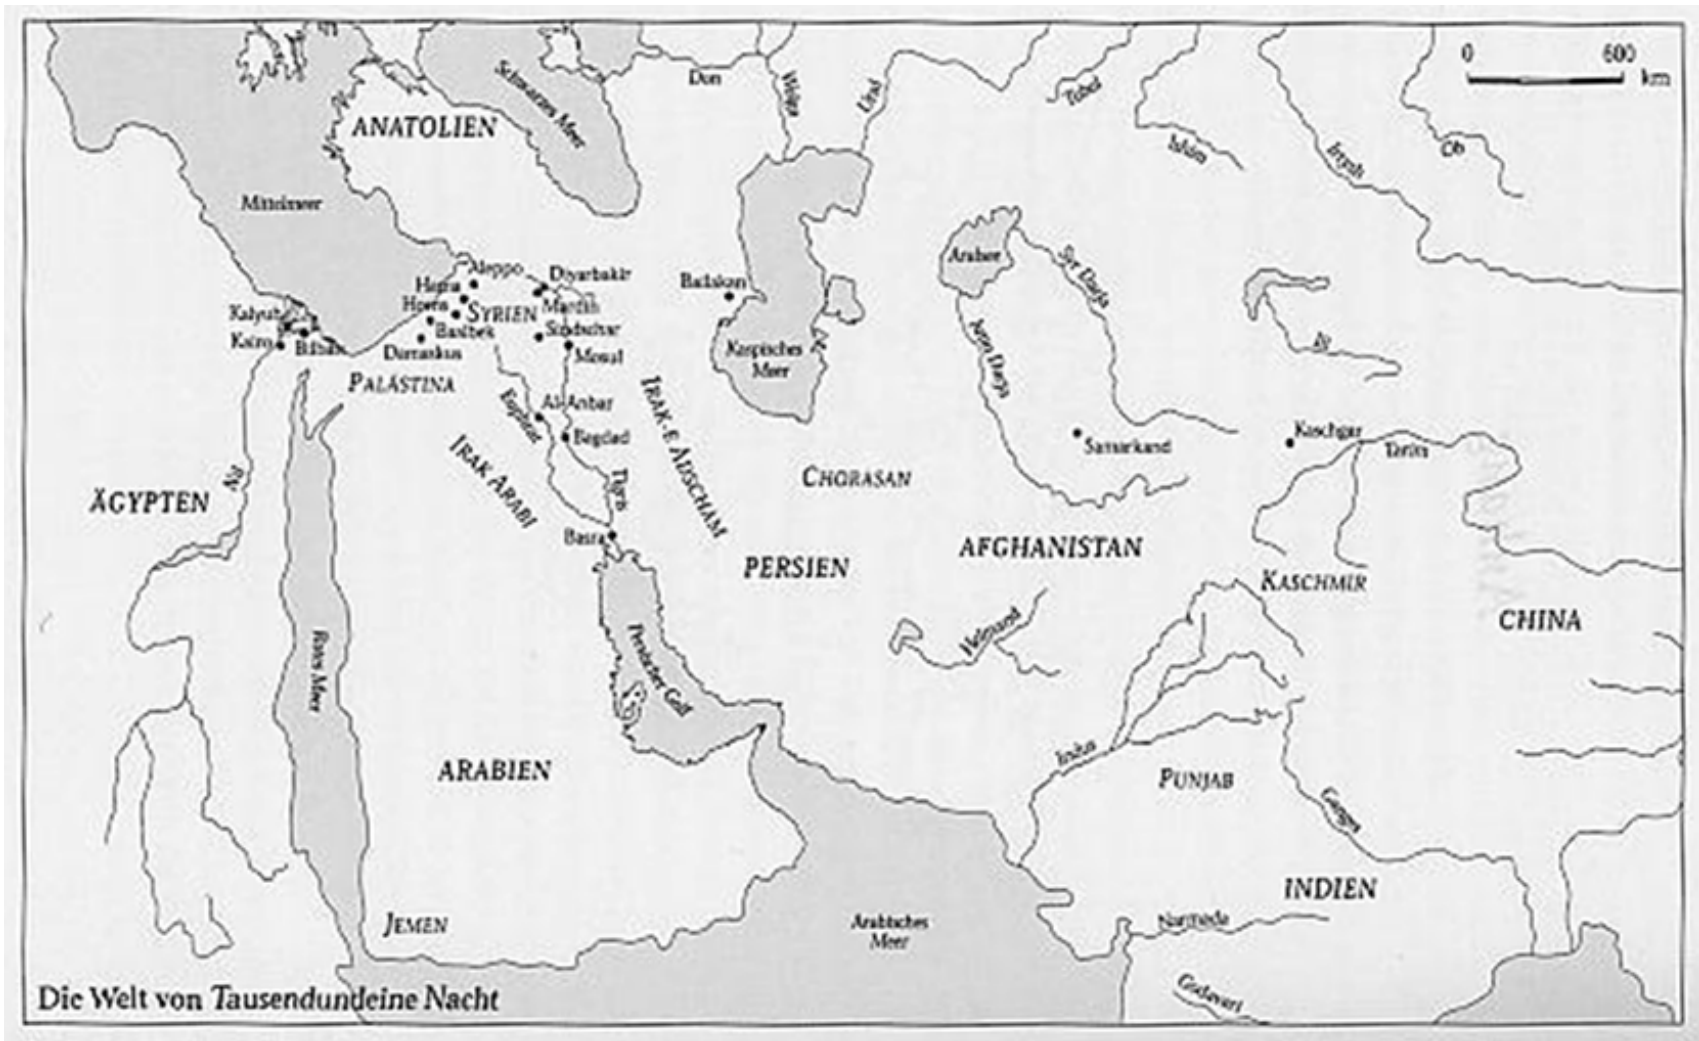 0 600
km
Don
Wolga
Ural
Tobol
Ischim
Irtysch
Ob
Schwarzes Meer
ANATOLIEN
Mittelmeer
Aralsee
Syr Darja
Amu Darja
Ili
Aleppo
Diyarbakir
Hama
Mardin
Homs
SYRIEN
Baalbek
Sindschar
Damaskus
Mosul
Kalyub
Kairo
Bilbais
PALÄSTINA
Kaspisches
Meer
Euphrat
Al-Anbar
Bagdad
Tigris
IRAK ARABI
IRAK-E ADSCHAM
Samarkand
Kaschgar
Tarim
CHORASAN
ÄGYPTEN
Nil
Basra
PERSIEN
AFGHANISTAN
KASCHMIR
CHINA
Helmand
Rotes Meer
Persischer Golf
ARABIEN
Indus
PUNJAB
Ganges
INDIEN
JEMEN
Arabisches
Meer
Narmada
Godavari
Die Welt von Tausendundeine Nacht